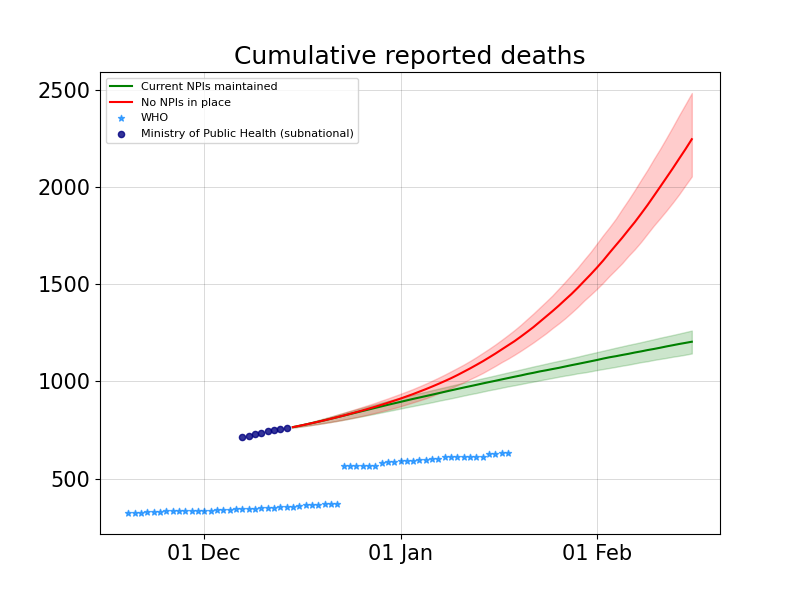 Cumulative reported deaths
Current NPIs maintained
No NPIs in place
WHO
Ministry of Public Health (subnational)
2500
2000
1500
1000
500
01 Dec
01 Jan
01 Feb